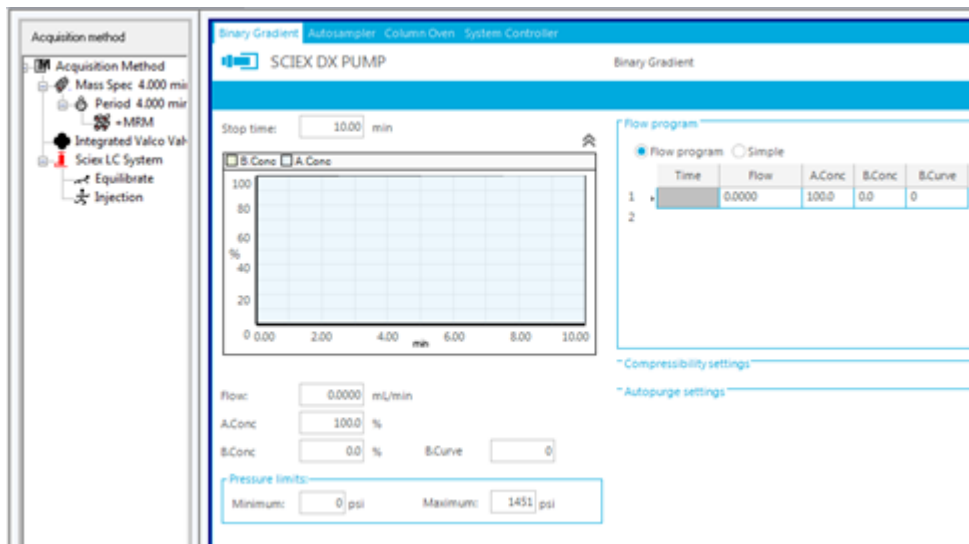 Acquisition method
Acquisition Method
Mass Spec 4.000 min
Period 4.000 min
+MRM
Integrated Valco Val
Sciex LC System
Equilibrate
Injection
Binary Gradient Autosampler Column Oven System Controller
SCIEX DX PUMP Binary Gradient
Stop time: 10.00 min
B.Conc A.Conc
100
80
60
%
40
20
0 0.00 2.00 4.00 6.00 8.00 10.00
min
Flow: 0.0000 mL/min
A.Conc 100.0 %
B.Conc 0.0 % B.Curve 0
Pressure limits:
Minimum: 0 psi Maximum: 1451 psi
Flow program
Flow program Simple
Time Flow A.Conc B.Conc B.Curve
1 0.0000 100.0 0.0 0
2
Compressibility settings
Autopurge settings